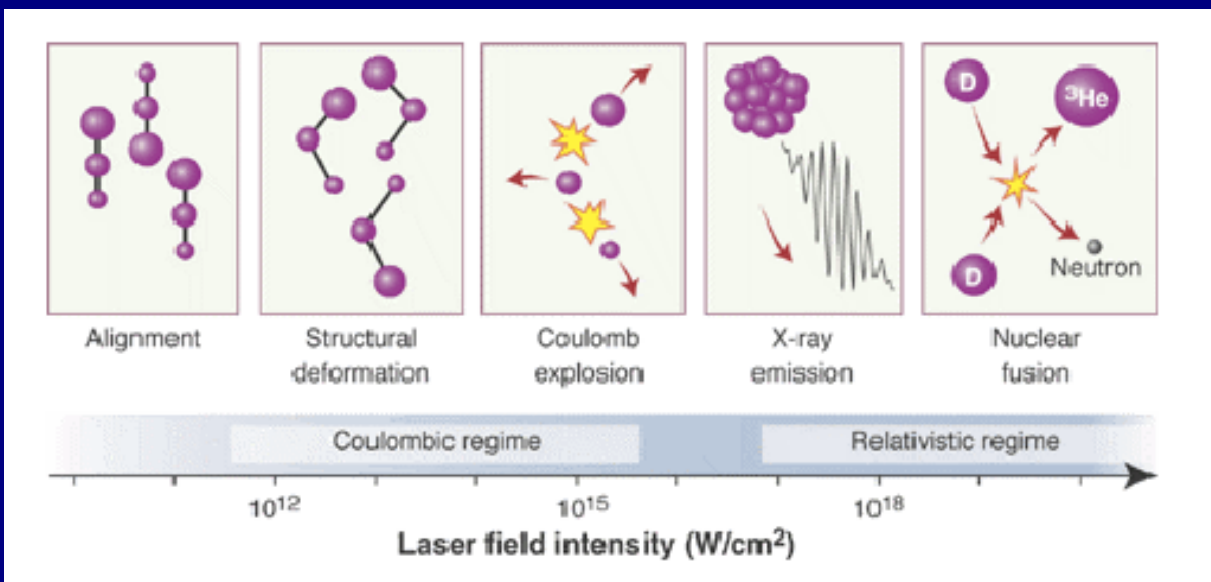 D
³He
D
Neutron
Alignment
Structural
deformation
Coulomb
explosion
X-ray
emission
Nuclear
fusion
Coulombic regime
Relativistic regime
10¹²
10¹⁵
10¹⁸
Laser field intensity (W/cm²)